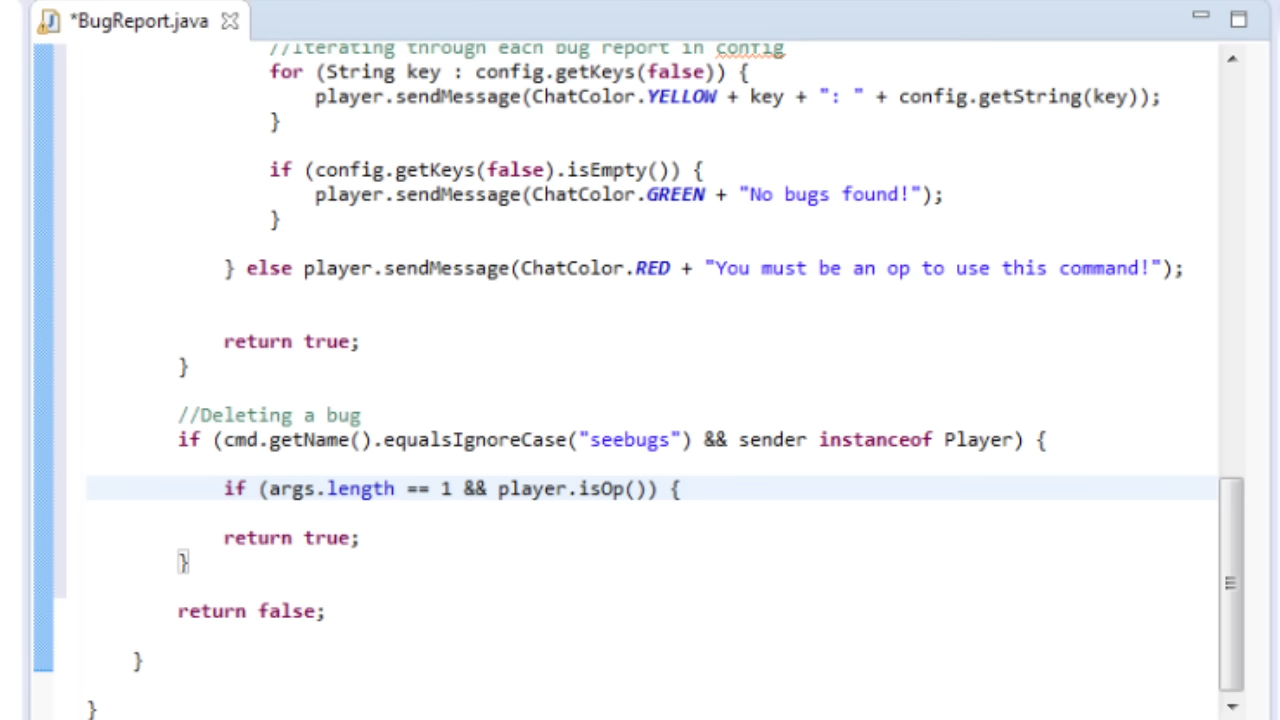 *BugReport.java
//Iterating through each bug report in config
for (String key : config.getKeys(false)) {
player.sendMessage(ChatColor.YELLOW + key + ": " + config.getString(key));
}
if (config.getKeys(false).isEmpty()) {
player.sendMessage(ChatColor.GREEN + "No bugs found!");
}
} else player.sendMessage(ChatColor.RED + "You must be an op to use this command!");
return true;
}
//Deleting a bug
if (cmd.getName().equalsIgnoreCase("seebugs") && sender instanceof Player) {
if (args.length == 1 && player.isOp()) {
return true;
}
return false;
}
}